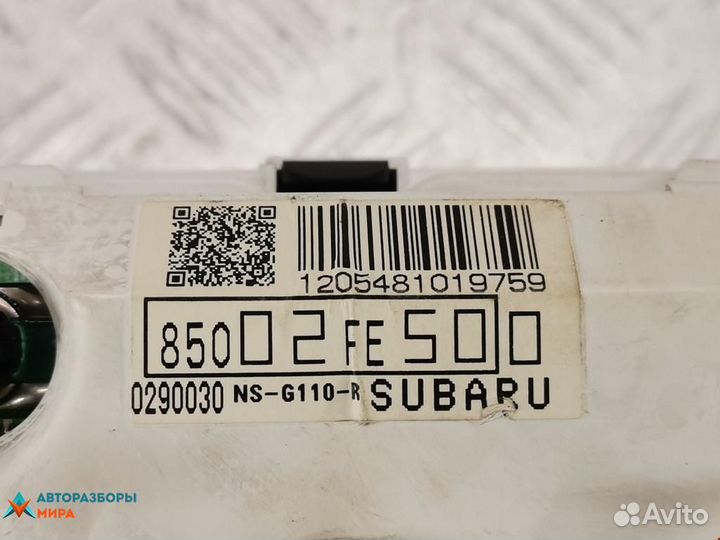 1205481019759
85002FE500
0290030 NS-G110-R SUBARU
АВТОРАЗБОРЫ
МИРА
Avito